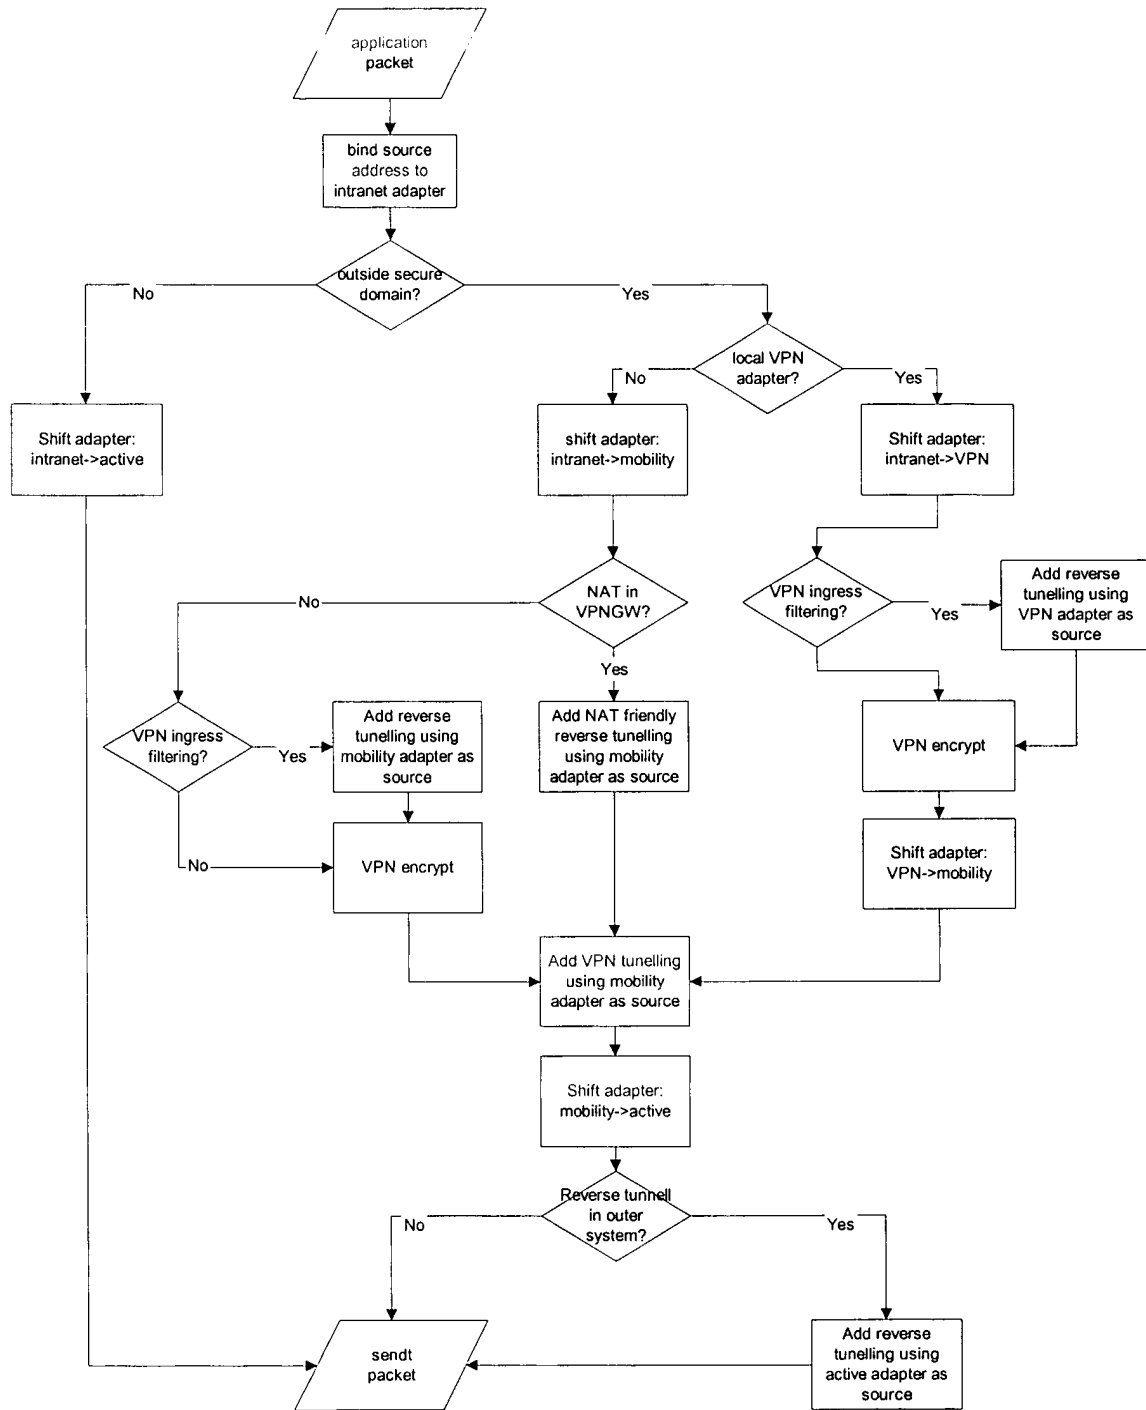 application
packet
bind source
address to
intranet adapter
outside secure
domain?
No
Yes
local VPN
adapter?
No
Yes
Shift adapter:
intranet->active
shift adapter:
intranet->mobility
Shift adapter:
intranet->VPN
NAT in
VPNGW?
No
Yes
VPN ingress
filtering?
Yes
Add reverse
tunelling using
VPN adapter as
source
VPN ingress
filtering?
Yes
No
Add reverse
tunelling using
mobility adapter as
source
Add NAT friendly
reverse tunelling
using mobility
adapter as source
VPN encrypt
VPN encrypt
Shift adapter:
VPN->mobility
Add VPN tunelling
using mobility
adapter as source
Shift adapter:
mobility->active
Reverse tunnell
in outer
system?
No
Yes
sendt
packet
Add reverse
tunelling using
active adapter as
source